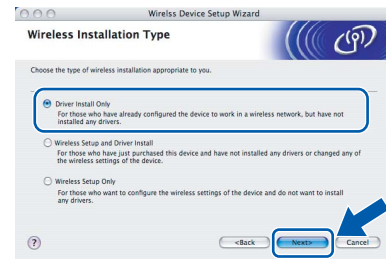 Wirelss Device Setup Wizard
Wireless Installation Type
Choose the type of wireless installation appropriate to you.
Driver Install Only
For those who have already configured the device to work in a wireless network, but have not
installed any drivers.
Wireless Setup and Driver Install
For those who have just purchased this device and have not installed any drivers or changed any of
the wireless settings of the device.
Wireless Setup Only
For those who want to configure the wireless settings of the device and do not want to install
any drivers.
?
<Back
Next>
Cancel